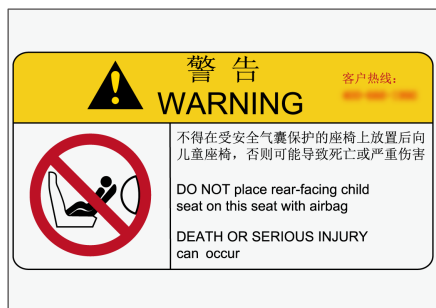 警告
WARNING
客户热线：
不得在受安全气囊保护的座椅上放置后向
儿童座椅，否则可能导致死亡或严重伤害
DO NOT place rear-facing child
seat on this seat with airbag
DEATH OR SERIOUS INJURY
can occur